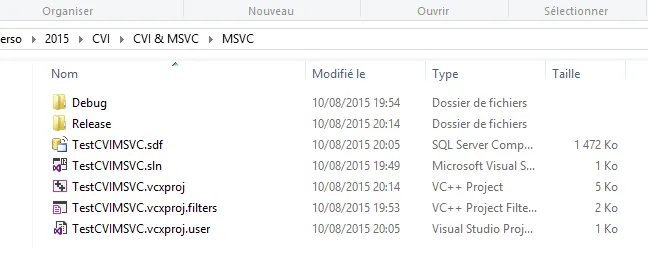 Organiser Nouveau Ouvrir Sélectionner
erso 2015 CVI CVI & MSVC MSVC
Nom Modifié le Type Taille
Debug 10/08/2015 19:54 Dossier de fichiers
Release 10/08/2015 20:14 Dossier de fichiers
TestCVIMSVC.sdf 10/08/2015 20:05 SQL Server Comp... 1 472 Ko
TestCVIMSVC.sln 10/08/2015 19:49 Microsoft Visual S... 1 Ko
TestCVIMSVC.vcxproj 10/08/2015 20:14 VC++ Project 5 Ko
TestCVIMSVC.vcxproj.filters 10/08/2015 19:53 VC++ Project Filte... 2 Ko
TestCVIMSVC.vcxproj.user 10/08/2015 20:05 Visual Studio Proj... 1 Ko